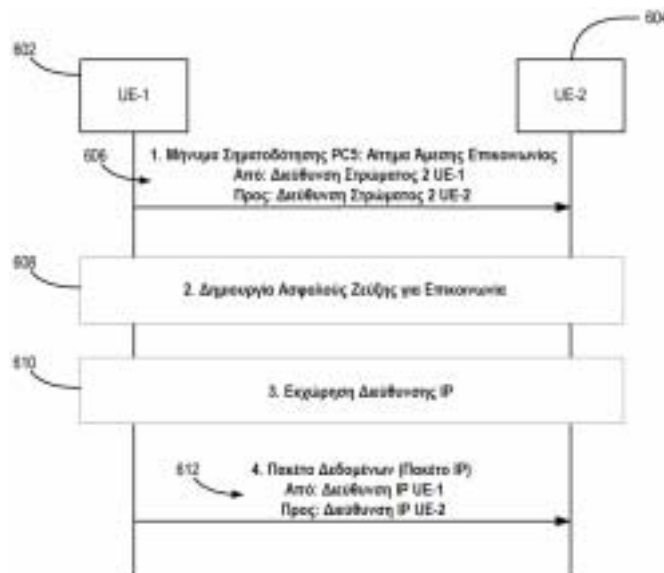 604
602
UE-1
UE-2
606
1. Μήνυμα Σηματοδότησης PC5: Αίτημα Άμεσης Επικοινωνίας
Από: Διεύθυνση Στρώματος 2 UE-1
Προς: Διεύθυνση Στρώματος 2 UE-2
608
2. Δημιουργία Ασφαλούς Ζεύξης για Επικοινωνία
610
3. Εκχώρηση Διεύθυνσης IP
612
4. Πακέτα Δεδομένων (Πακέτο IP)
Από: Διεύθυνση IP UE-1
Προς: Διεύθυνση IP UE-2